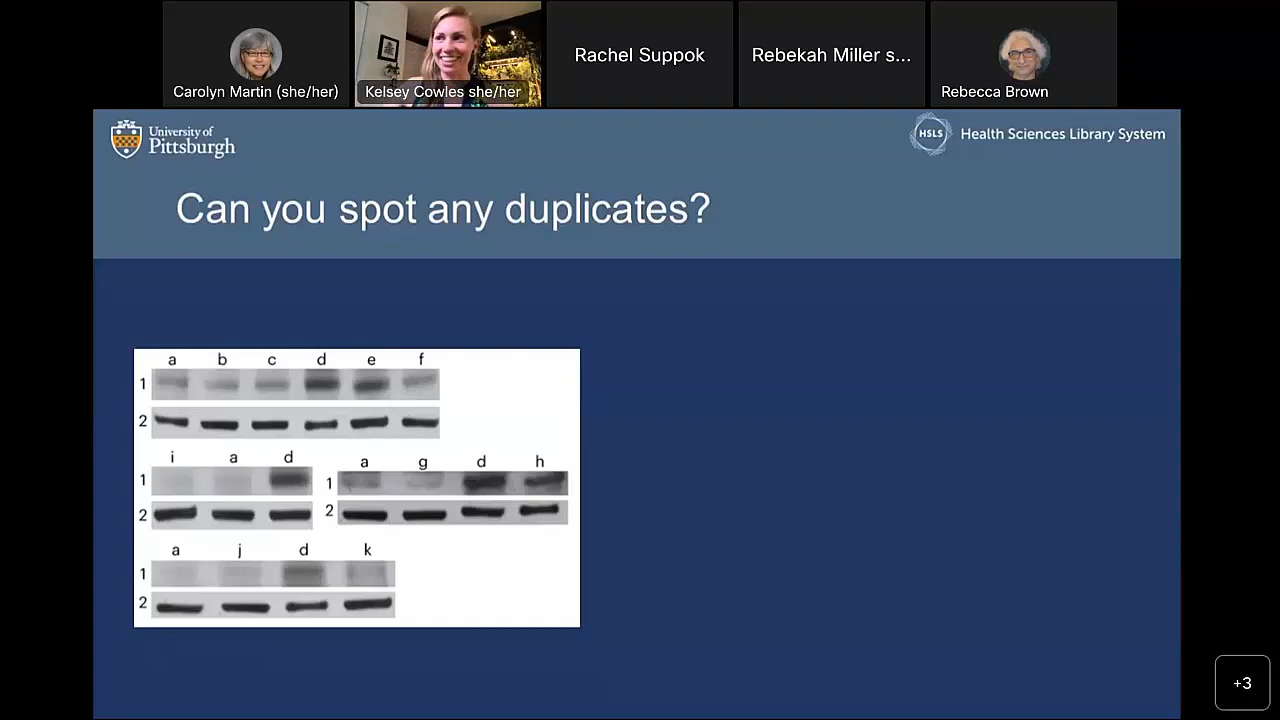 Carolyn Martin (she/her)
Kelsey Cowles she/her
Rachel Suppok
Rebekah Miller s...
Rebecca Brown
University of
Pittsburgh
HSLS
Health Sciences Library System
Can you spot any duplicates?
a b c d e f
1
2
i a d
1
2
a g d h
1
2
a j d k
1
2
+3